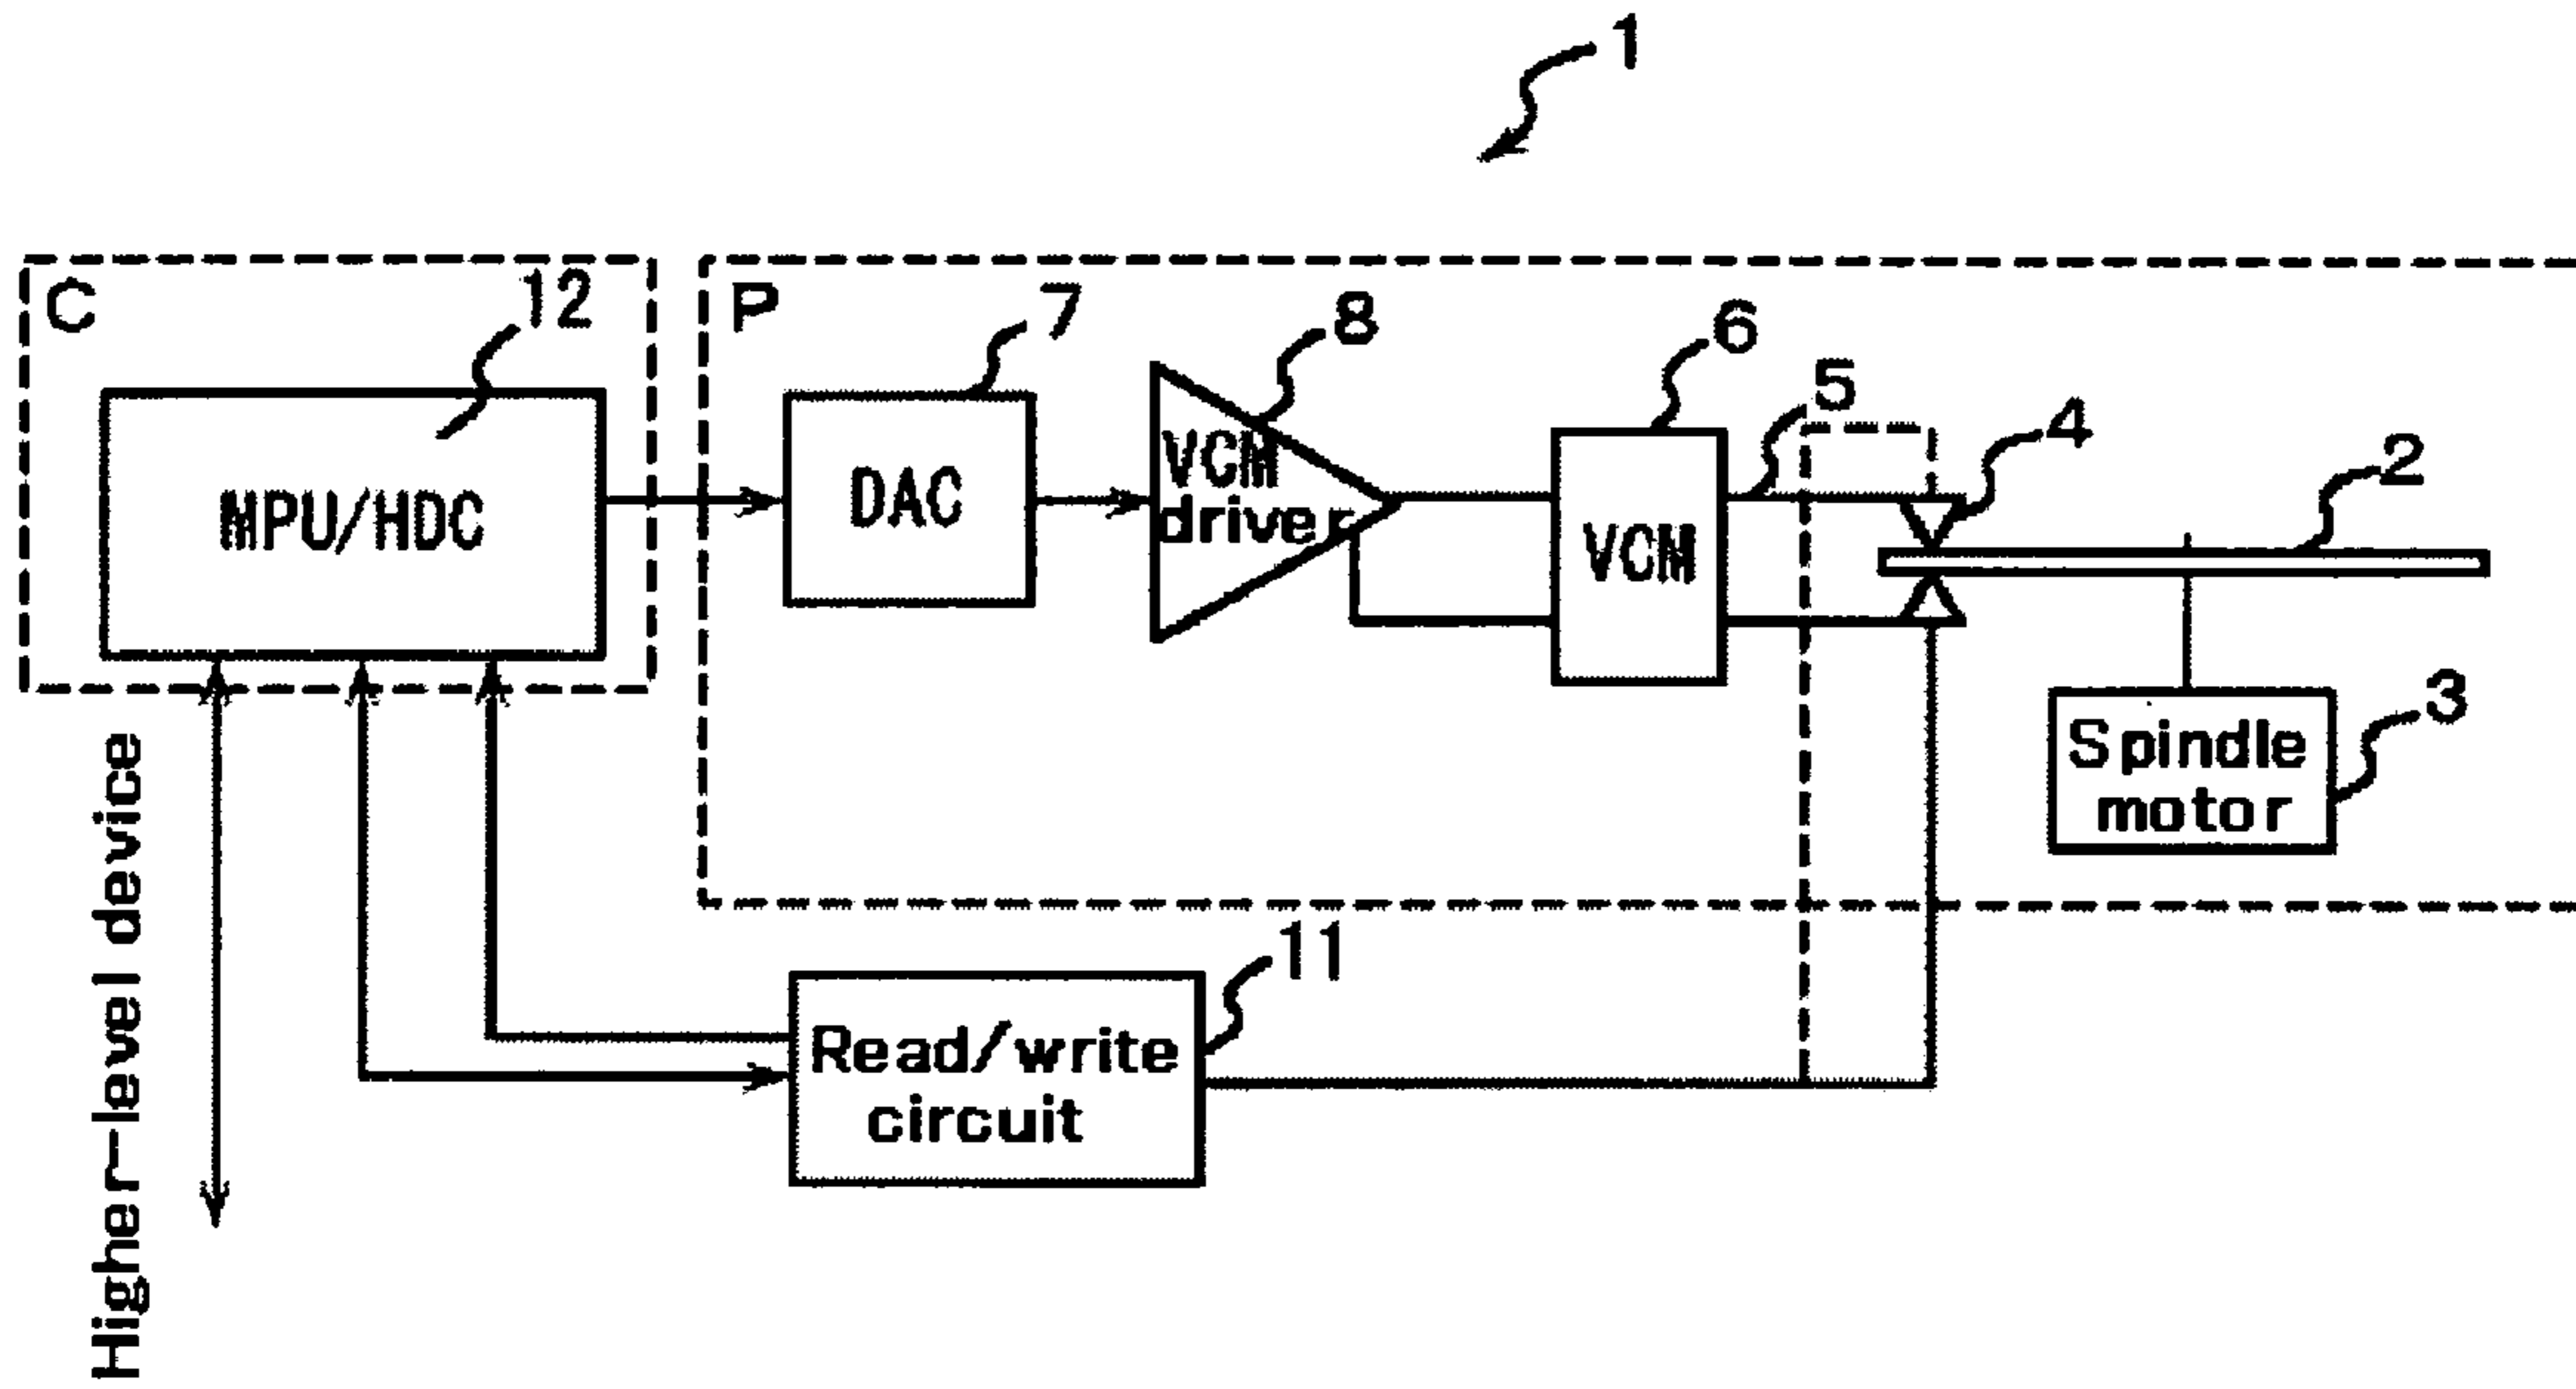 1
C
12
P
7
8
6
5
4
2
MPU/HDC
DAC
VCM
driver
VCM
3
Spindle
motor
Higher-level device
11
Read/write
circuit